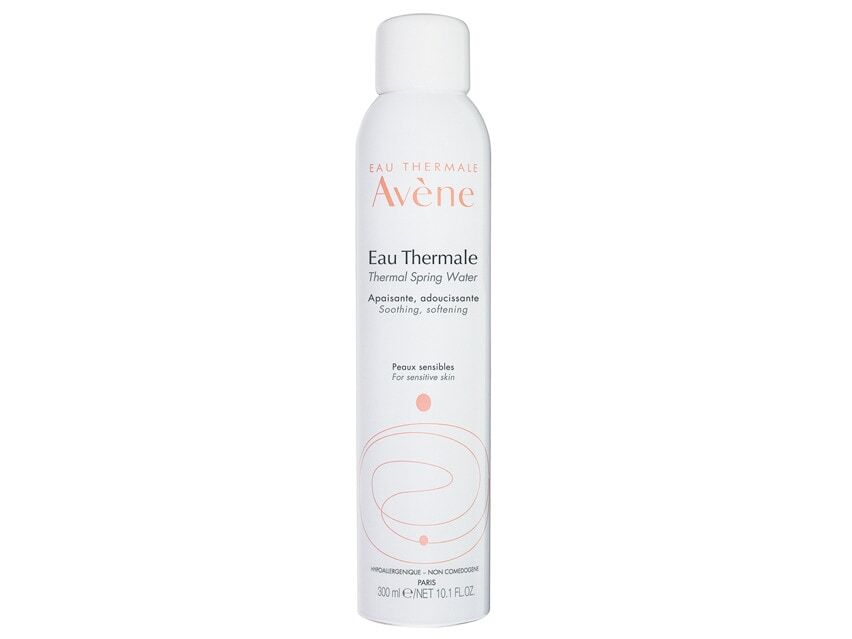 EAU THERMALE
Avène
Eau Thermale
Thermal Spring Water
Apaisante, adoucissante
Soothing, softening
Peaux sensibles
For sensitive skin
HYPOALLERGENIQUE – NON COMEDOGENE
PARIS
300 ml ℮/NET 10.1 FL.OZ.